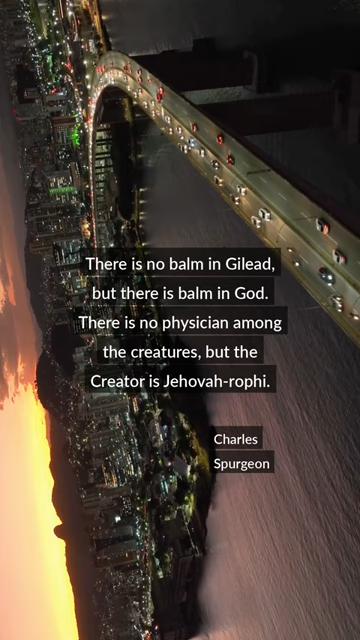 There is no balm in Gilead,
but there is balm in God.
There is no physician among
the creatures, but the
Creator is Jehovah-rophi.
Charles
Spurgeon